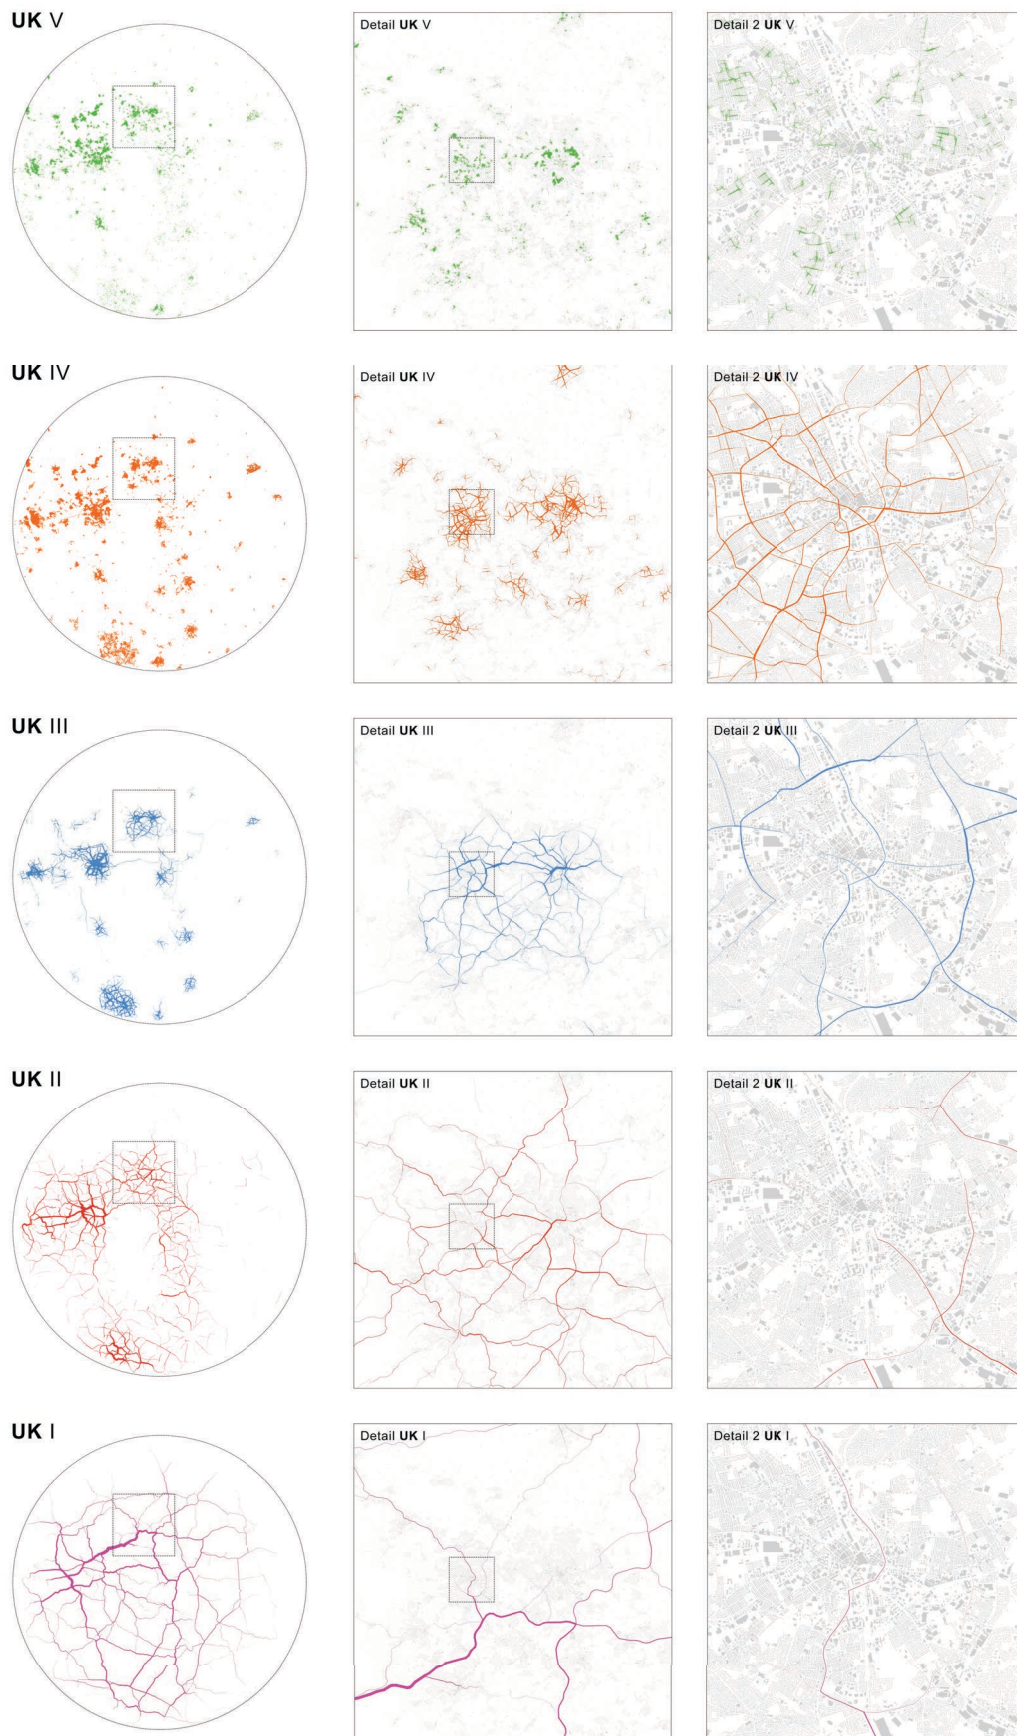 UK V
Detail UK V
Detail 2 UK V
UK IV
Detail UK IV
Detail 2 UK IV
UK III
Detail UK III
Detail 2 UK III
UK II
Detail UK II
Detail 2 UK II
UK I
Detail UK I
Detail 2 UK I